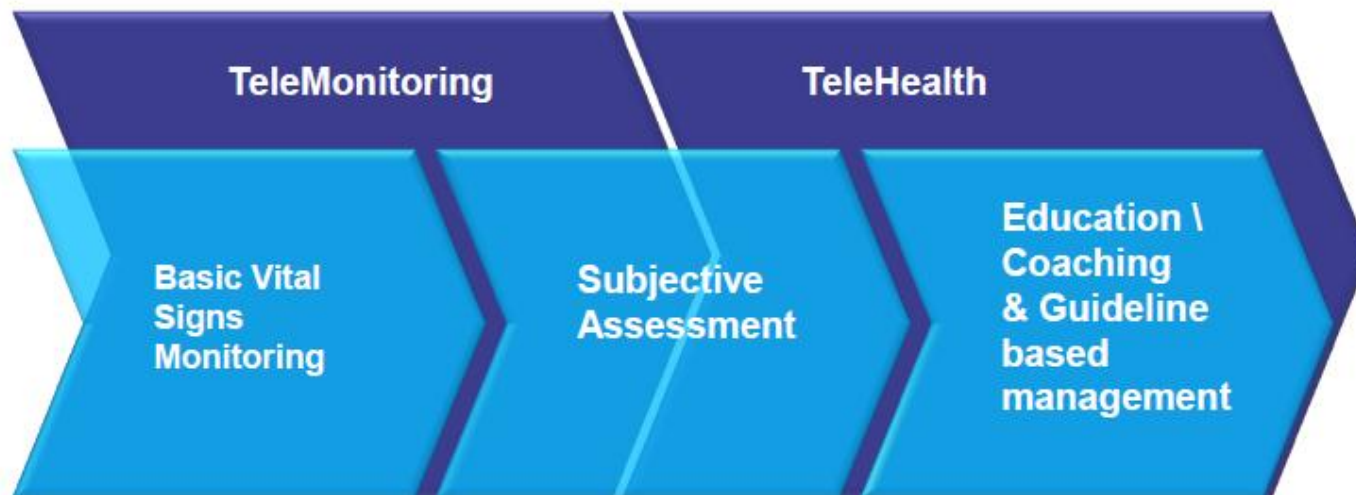 TeleMonitoring
TeleHealth
Basic Vital
Signs
Monitoring
Subjective
Assessment
Education \
Coaching
& Guideline
based
management